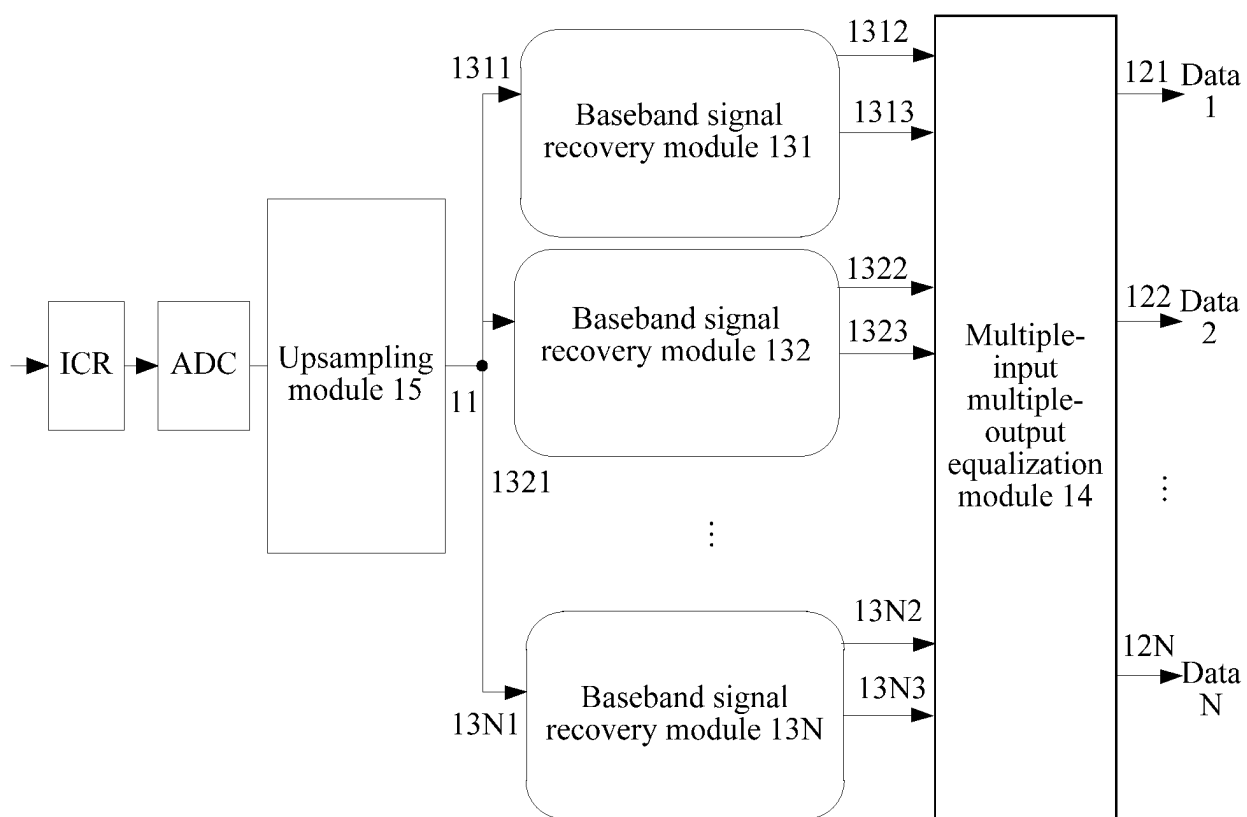 1312
1311
121 Data
1
Baseband signal
recovery module 131
1313
1322
122 Data
2
Baseband signal
recovery module 132
1323
ICR
ADC
Upsampling
module 15
11
Multiple-
input
multiple-
output
equalization
module 14
1321
⋮
⋮
13N2
12N
Data
N
Baseband signal
recovery module 13N
13N3
13N1